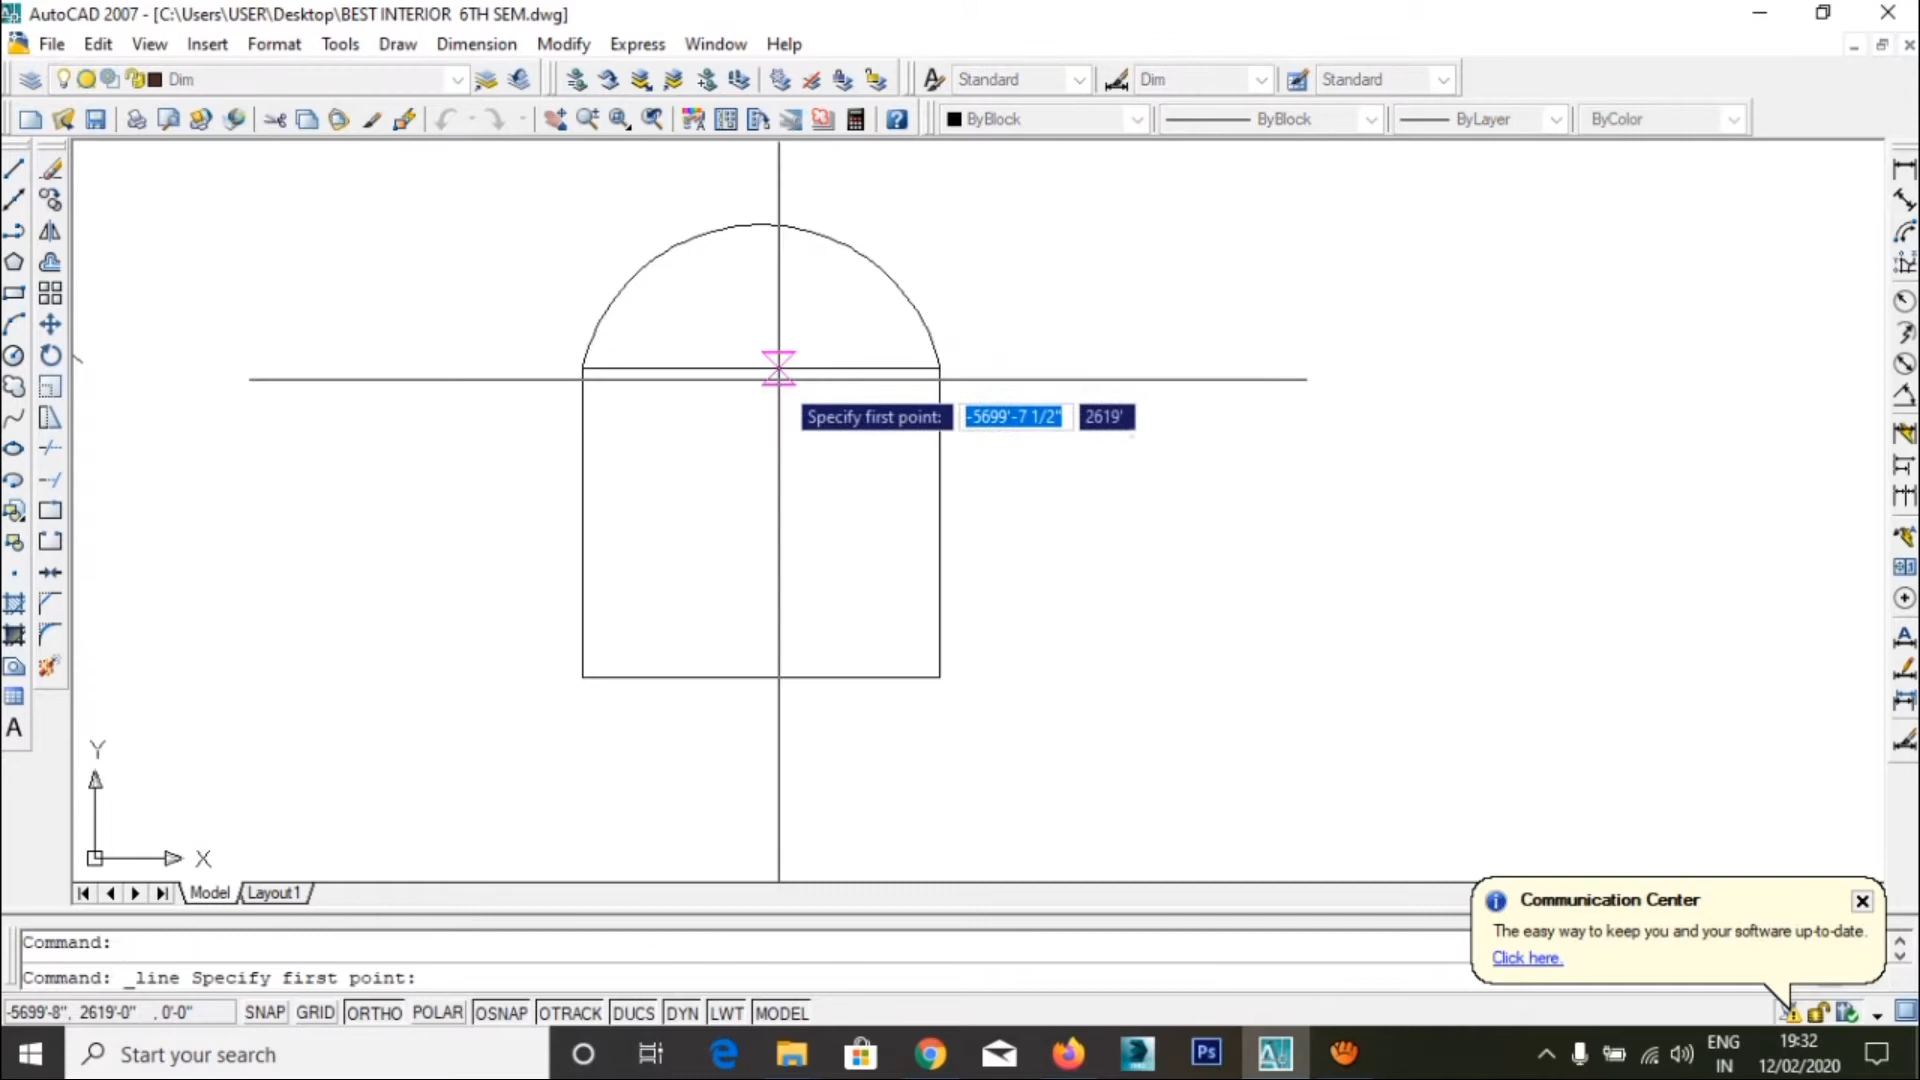 AutoCAD 2007 - [C:\Users\USER\Desktop\BEST INTERIOR  6TH SEM.dwg]
File Edit View Insert Format Tools Draw Dimension Modify Express Window Help
Dim Standard Dim Standard
ByBlock ByBlock ByLayer ByColor
Specify first point: -5699'-7 1/2" 2619'
A
Y
X
Model Layout1
Communication Center
The easy way to keep you and your software up-to-date.
Click here.
Command:
Command: _line Specify first point:
-5699'-8", 2619'-0" , 0'-0" SNAP GRID ORTHO POLAR OSNAP OTRACK DUCS DYN LWT MODEL
Start your search
Ps
ENG
IN
19:32
12/02/2020